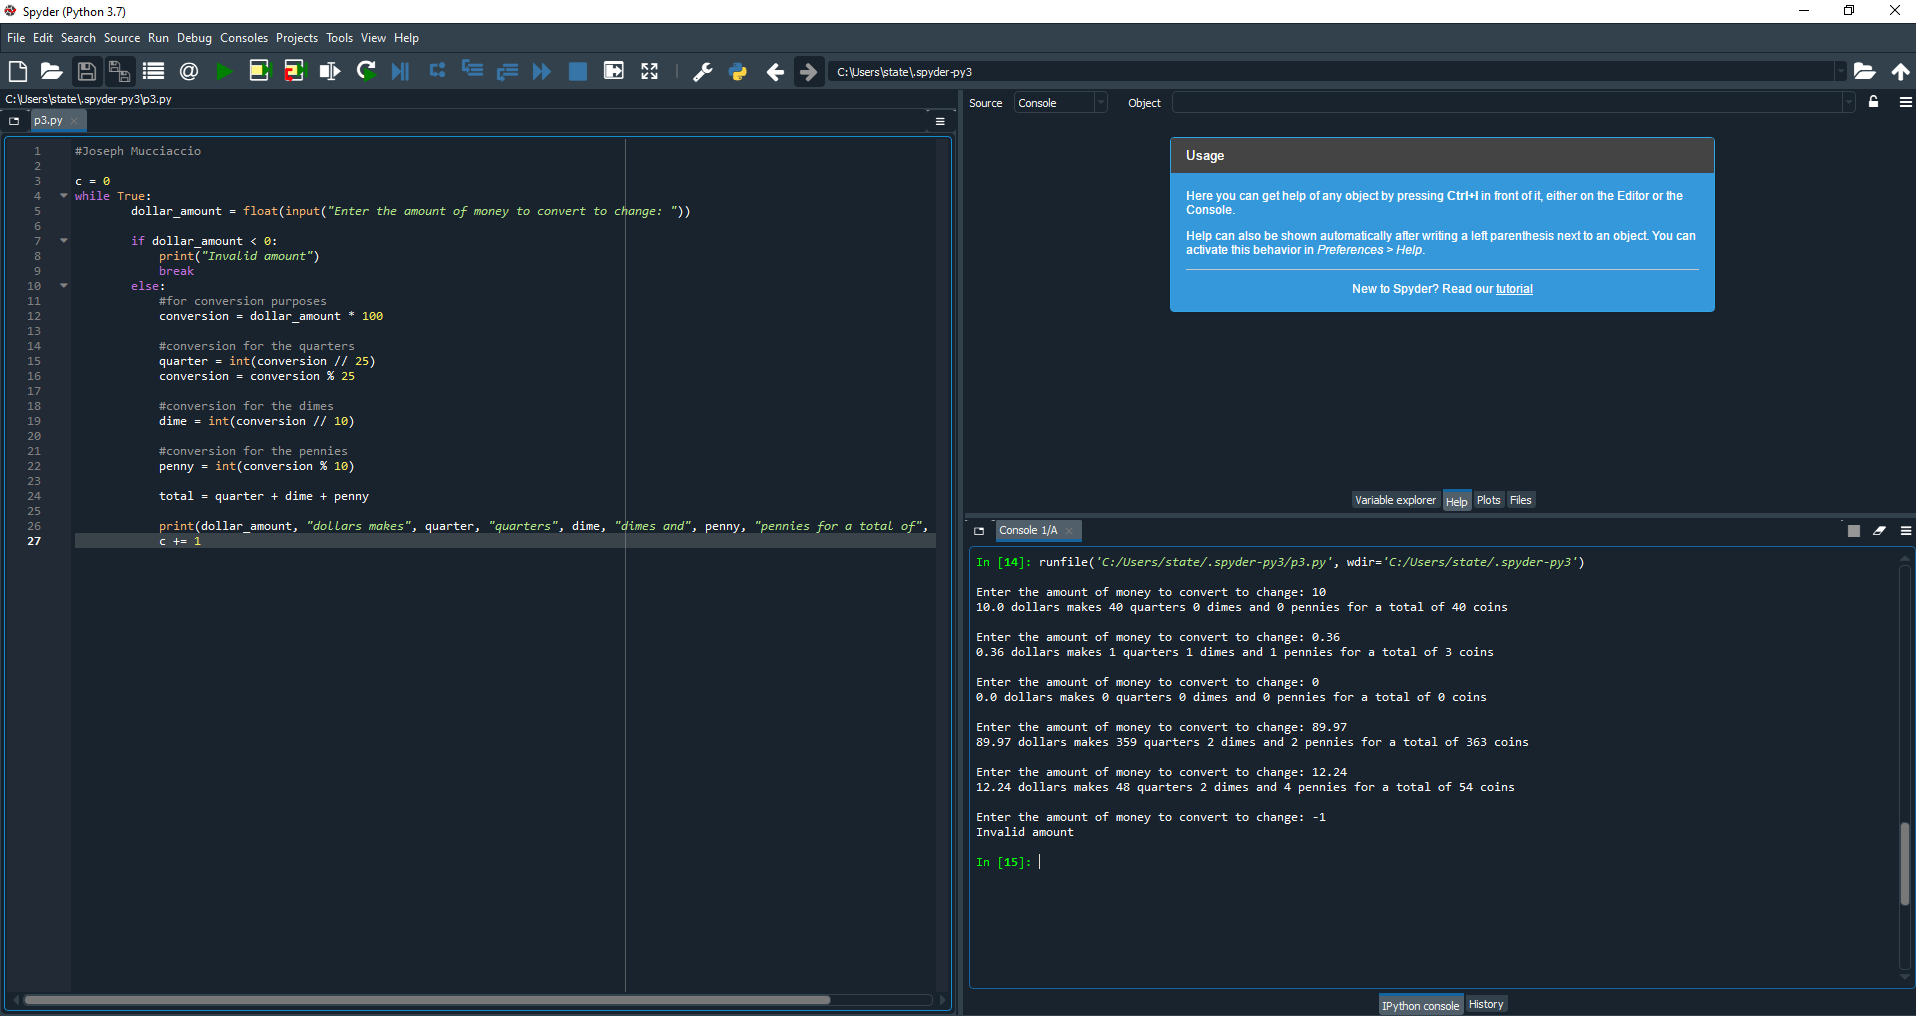 Spyder (Python 3.7)
File Edit Search Source Run Debug Consoles Projects Tools View Help
C:\Users\state\.spyder-py3
C:\Users\state\.spyder-py3\p3.py
p3.py
1 #Joseph Mucciaccio
2
3 c = 0
4 while True:
5 dollar_amount = float(input("Enter the amount of money to convert to change: "))
6
7 if dollar_amount < 0:
8 print("Invalid amount")
9 break
10 else:
11 #for conversion purposes
12 conversion = dollar_amount * 100
13
14 #conversion for the quarters
15 quarter = int(conversion // 25)
16 conversion = conversion % 25
17
18 #conversion for the dimes
19 dime = int(conversion // 10)
20
21 #conversion for the pennies
22 penny = int(conversion % 10)
23
24 total = quarter + dime + penny
25
26 print(dollar_amount, "dollars makes", quarter, "quarters", dime, "dimes and", penny, "pennies for a total of",
27 c += 1
Source Console Object
Usage
Here you can get help of any object by pressing Ctrl+I in front of it, either on the Editor or the
Console.
Help can also be shown automatically after writing a left parenthesis next to an object. You can
activate this behavior in Preferences > Help.
New to Spyder? Read our tutorial
Variable explorer Help Plots Files
Console 1/A
In [14]: runfile('C:/Users/state/.spyder-py3/p3.py', wdir='C:/Users/state/.spyder-py3')
Enter the amount of money to convert to change: 10
10.0 dollars makes 40 quarters 0 dimes and 0 pennies for a total of 40 coins
Enter the amount of money to convert to change: 0.36
0.36 dollars makes 1 quarters 1 dimes and 1 pennies for a total of 3 coins
Enter the amount of money to convert to change: 0
0.0 dollars makes 0 quarters 0 dimes and 0 pennies for a total of 0 coins
Enter the amount of money to convert to change: 89.97
89.97 dollars makes 359 quarters 2 dimes and 2 pennies for a total of 363 coins
Enter the amount of money to convert to change: 12.24
12.24 dollars makes 48 quarters 2 dimes and 4 pennies for a total of 54 coins
Enter the amount of money to convert to change: -1
Invalid amount
In [15]:
IPython console History